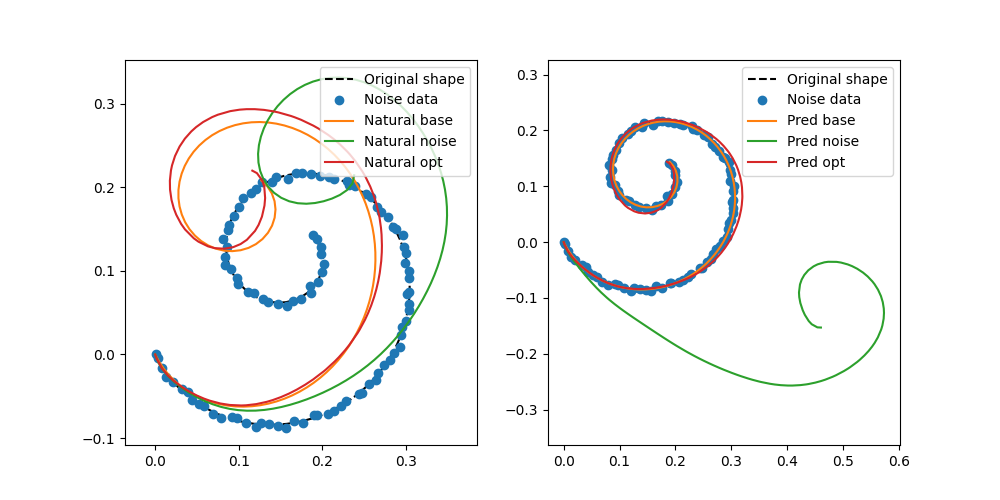 Original shape
Noise data
Natural base
Natural noise
Natural opt
0.3
0.2
0.1
0.0
−0.1
0.0
0.1
0.2
0.3
Original shape
Noise data
Pred base
Pred noise
Pred opt
0.3
0.2
0.1
0.0
−0.1
−0.2
−0.3
0.0
0.1
0.2
0.3
0.4
0.5
0.6